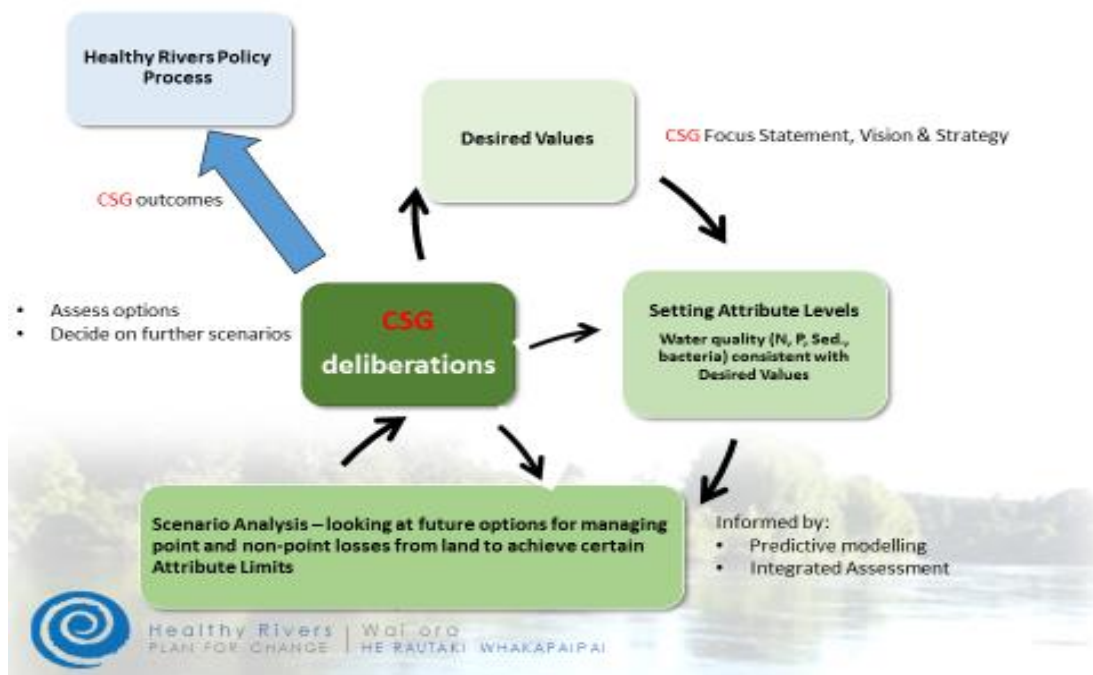 Healthy Rivers Policy
Process
Desired Values
CSG Focus Statement, Vision & Strategy
CSG outcomes
• Assess options
• Decide on further scenarios
CSG
deliberations
Setting Attribute Levels
Water quality (N, P, Sed.,
bacteria) consistent with
Desired Values
Scenario Analysis – looking at future options for managing
point and non-point losses from land to achieve certain
Attribute Limits
Informed by:
• Predictive modelling
• Integrated Assessment
Healthy Rivers | Wai ora
PLAN FOR CHANGE | HE RAUTAKI WHAKAPAIPAI